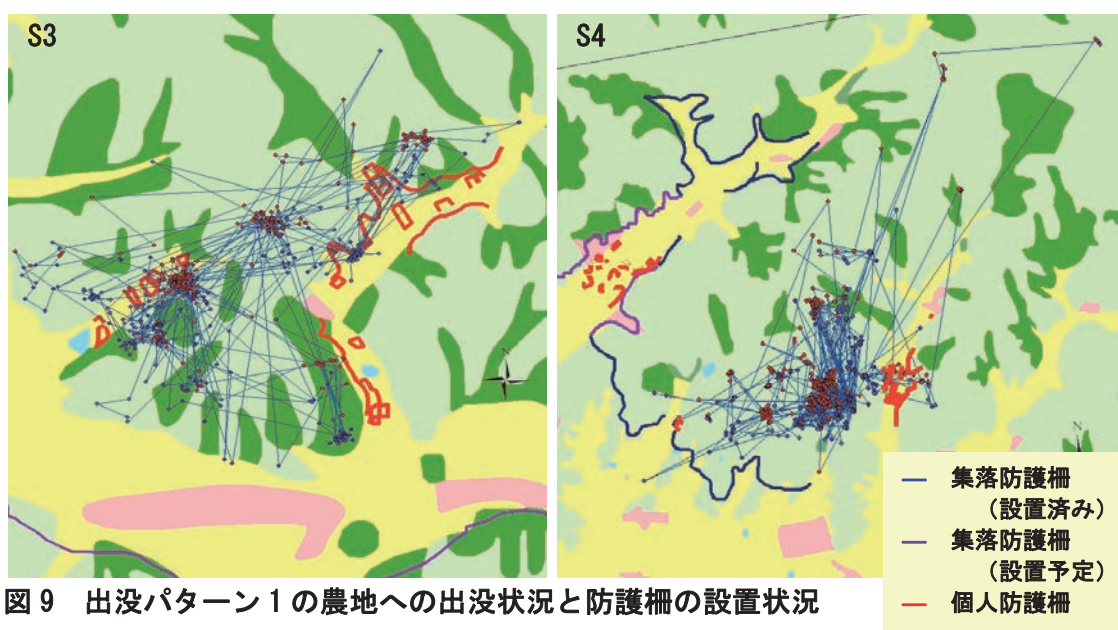 S3
S4
N
N
集落防護柵
(設置済み)
集落防護柵
(設置予定)
個人防護柵
図9 出没パターン1の農地への出没状況と防護柵の設置状況